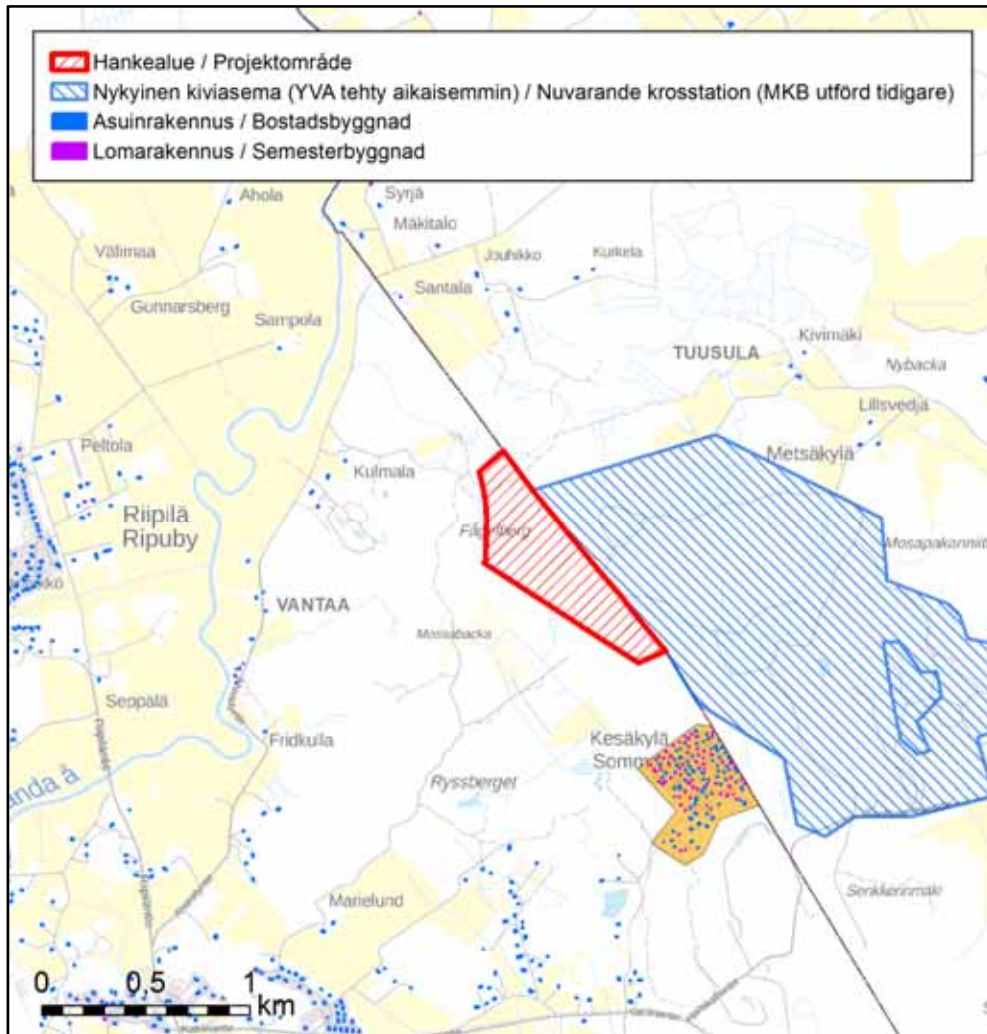 Hankealue / Projektområde
Nykyinen kiviasema (YVA tehty aikaisemmin) / Nuvarande krosstation (MKB utförd tidigare)
Asuinrakennus / Bostadsbyggnad
Lomarakennus / Semesterbyggnad
Ahola
Syrjä
Mäkitalo
Välimaa
Jouhikko
Kurkela
Santala
Gunnarsberg
Sampola
TUUSULA
Kivimäki
Nybacka
Lillsvedja
Peltola
Kulmala
Metsäkylä
Riipilä
Ripuby
Fågelberg
VANTAA
Mossabacka
Seppälä
Fridkulla
Kesäkylä
Ryssberget
Marielund
Senkkerinmäki
0 0,5 1
km